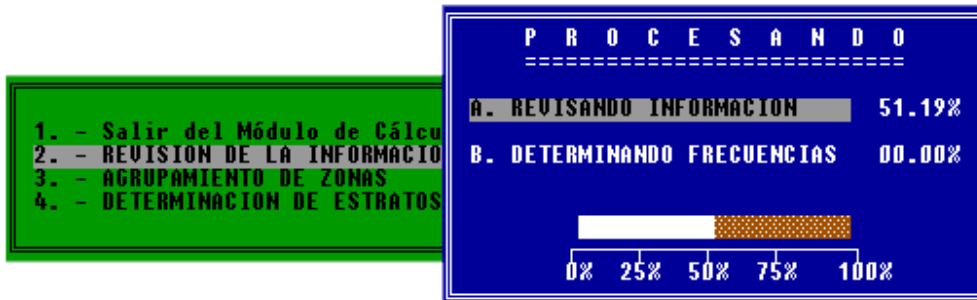 1. - Salir del Módulo de Cálcu
2. - REVISION DE LA INFORMACIO
3. - AGRUPAMIENTO DE ZONAS
4. - DETERMINACION DE ESTRATOS
P R O C E S A N D O
============================
A. REVISANDO INFORMACION 51.19%
B. DETERMINANDO FRECUENCIAS 00.00%
0% 25% 50% 75% 100%